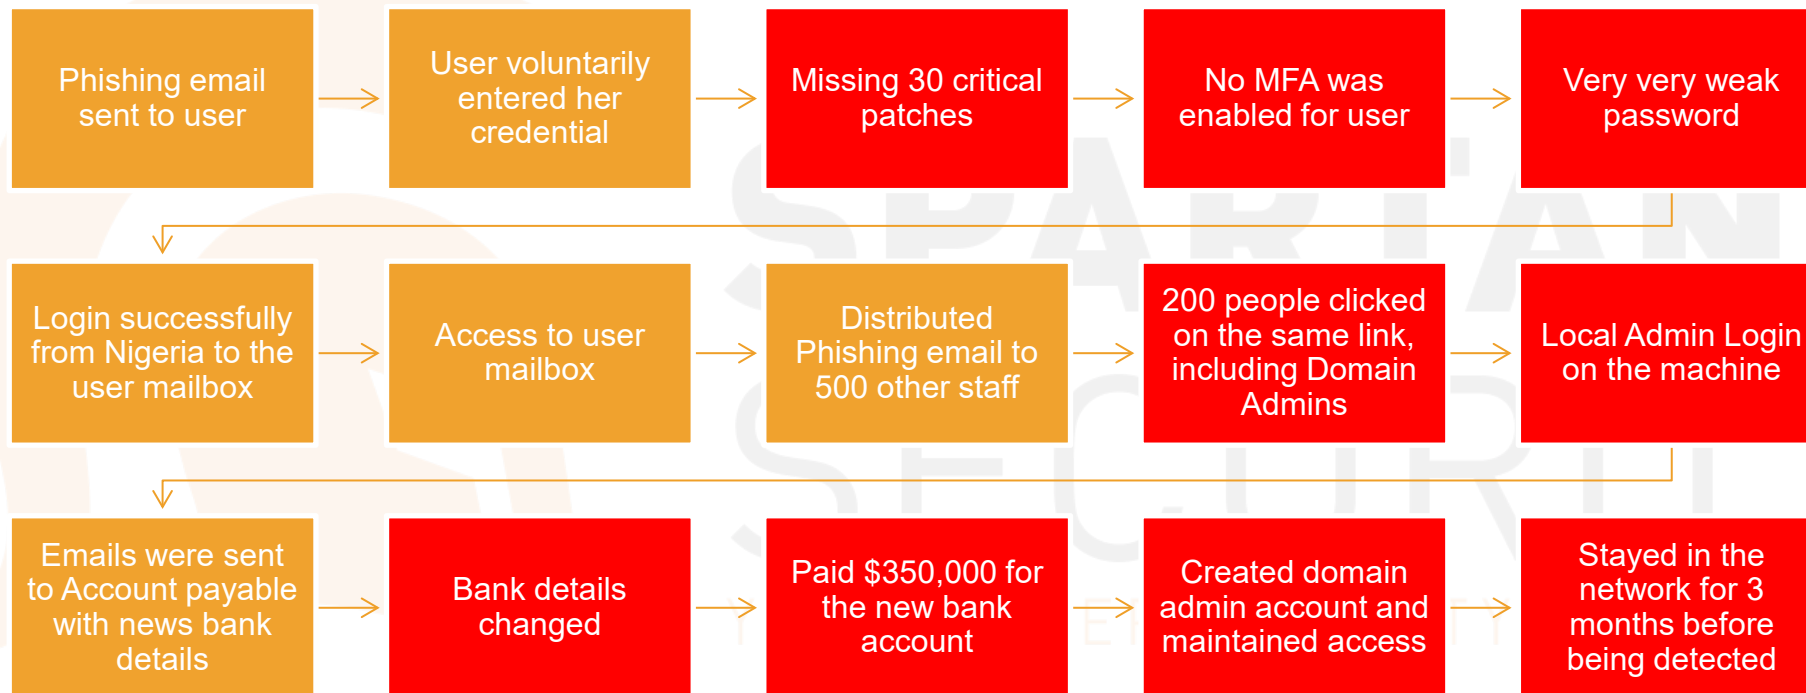 Phishing email
sent to user
User voluntarily
entered her
credential
Missing 30 critical
patches
No MFA was
enabled for user
Very very weak
password
Login successfully
from Nigeria to the
user mailbox
Access to user
mailbox
Distributed
Phishing email to
500 other staff
200 people clicked
on the same link,
including Domain
Admins
Local Admin Login
on the machine
Emails were sent
to Account payable
with news bank
details
Bank details
changed
Paid $350,000 for
the new bank
account
Created domain
admin account and
maintained access
Stayed in the
network for 3
months before
being detected
SPARTAN